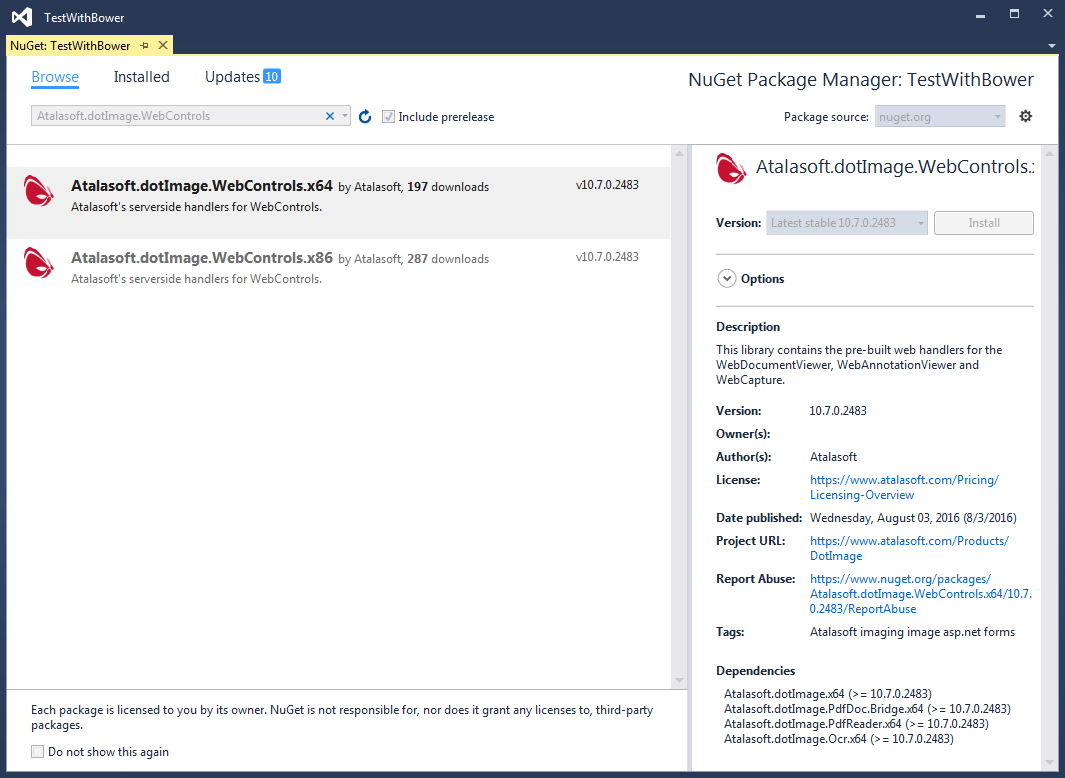 TestWithBower
NuGet: TestWithBower
Browse Installed Updates 10
NuGet Package Manager: TestWithBower
Atalasoft.dotImage.WebControls
Include prerelease
Package source: nuget.org
Atalasoft.dotImage.WebControls.x64 by Atalasoft, 197 downloads v10.7.0.2483
Atalasoft's serverside handlers for WebControls.
Atalasoft.dotImage.WebControls.x86 by Atalasoft, 287 downloads v10.7.0.2483
Atalasoft's serverside handlers for WebControls.
Each package is licensed to you by its owner. NuGet is not responsible, nor does it grant any licenses to, third-party
packages.
Do not show this again
Atalasoft.dotImage.WebControls.
Version: Latest stable 10.7.0.2483 Install
Options
Description
This library contains the pre-built web handlers for the
WebDocumentViewer, WebAnnotationViewer and
WebCapture.
Version: 10.7.0.2483
Owner(s):
Author(s): Atalasoft
License: https://www.atalasoft.com/Pricing/
Licensing-Overview
Date published: Wednesday, August 03, 2016 (8/3/2016)
Project URL: https://www.atalasoft.com/Products/
DotImage
Report Abuse: https://www.nuget.org/packages/
Atalasoft.dotImage.WebControls.x64/10.7.
0.2483/ReportAbuse
Tags: Atalasoft imaging image asp.net forms
Dependencies
Atalasoft.dotImage.x64 (>= 10.7.0.2483)
Atalasoft.dotImage.PdfDoc.Bridge.x64 (>= 10.7.0.2483)
Atalasoft.dotImage.PdfReader.x64 (>= 10.7.0.2483)
Atalasoft.dotImage.Ocr.x64 (>= 10.7.0.2483)